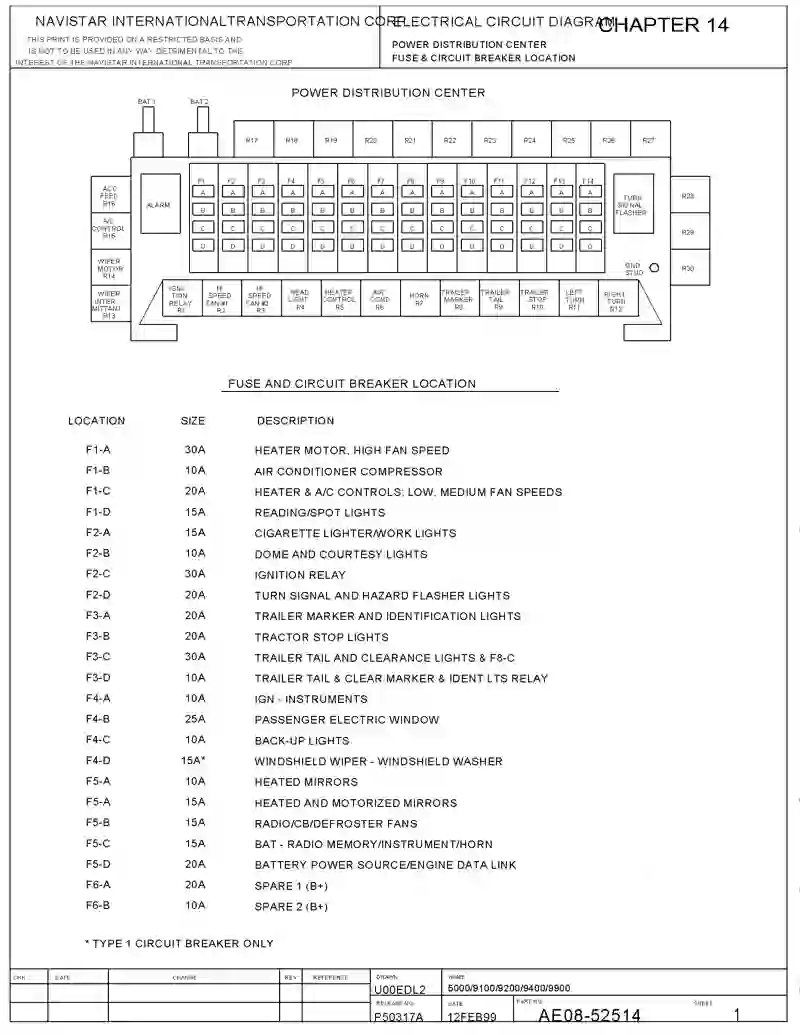 NAVISTAR INTERNATIONALTRANSPORTATION CORP.
THIS PRINT IS PROVIDED ON A RESTRICTED BASIS AND
IS NOT TO BE USED IN ANY WAY DETRIMENTAL TO THE
INTEREST OF THE NAVISTAR INTERNATIONAL TRANSPORTATION CORP
ELECTRICAL CIRCUIT DIAGRAM
CHAPTER 14
POWER DISTRIBUTION CENTER
FUSE & CIRCUIT BREAKER LOCATION
POWER DISTRIBUTION CENTER
BAT1 BAT2
R17 R18 R19 R20 R21 R22 R23 R24 R25 R26 R27
F1 F2 F3 F4 F5 F6 F7 F8 F9 F10 F11 F12 F13 F14
A A A A A A A A A A A A A A
B B B B B B B B B B B B B B
C C C C C C C C C C C C C C
D D D D D D D D D D D D D D
A/C
FEED
R16
A/C
CONTROL
R15
WIPER
MOTOR
R14
WIPER
INTER
MITTANT
R13
ALARM
TURN
SIGNAL
FLASHER
GND
STUD
R28
R29
R30
IGNI
TION
RELAY
R1
HI
SPEED
FAN #1
R2
HI
SPEED
FAN #2
R3
HEAD
LIGHT
R4
HEATER
CONTROL
R5
AIR
COND
R6
HORN
R7
TRAILER
MARKER
R8
TRAILER
TAIL
R9
TRAILER
STOP
R10
LEFT
TURN
R11
RIGHT
TURN
R12
FUSE AND CIRCUIT BREAKER LOCATION
LOCATION SIZE DESCRIPTION
F1-A 30A HEATER MOTOR, HIGH FAN SPEED
F1-B 10A AIR CONDITIONER COMPRESSOR
F1-C 20A HEATER & A/C CONTROLS; LOW, MEDIUM FAN SPEEDS
F1-D 15A READING/SPOT LIGHTS
F2-A 15A CIGARETTE LIGHTER/WORK LIGHTS
F2-B 10A DOME AND COURTESY LIGHTS
F2-C 30A IGNITION RELAY
F2-D 20A TURN SIGNAL AND HAZARD FLASHER LIGHTS
F3-A 20A TRAILER MARKER AND IDENTIFICATION LIGHTS
F3-B 20A TRACTOR STOP LIGHTS
F3-C 30A TRAILER TAIL AND CLEARANCE LIGHTS & F8-C
F3-D 10A TRAILER TAIL & CLEAR MARKER & IDENT LTS RELAY
F4-A 10A IGN - INSTRUMENTS
F4-B 25A PASSENGER ELECTRIC WINDOW
F4-C 10A BACK-UP LIGHTS
F4-D 15A* WINDSHIELD WIPER - WINDSHIELD WASHER
F5-A 10A HEATED MIRRORS
F5-A 15A HEATED AND MOTORIZED MIRRORS
F5-B 15A RADIO/CB/DEFROSTER FANS
F5-C 15A BAT - RADIO MEMORY/INSTRUMENT/HORN
F5-D 20A BATTERY POWER SOURCE/ENGINE DATA LINK
F6-A 20A SPARE 1 (B+)
F6-B 10A SPARE 2 (B+)
* TYPE 1 CIRCUIT BREAKER ONLY
CHK DATE CHANGE REV REFERENCE
DRAWN
U00EDL2
NAME
5000/9100/9200/9400/9900
RELEASE NO.
P50317A
DATE
12FEB99
PART NO.
AE08-52514
SHEET
1